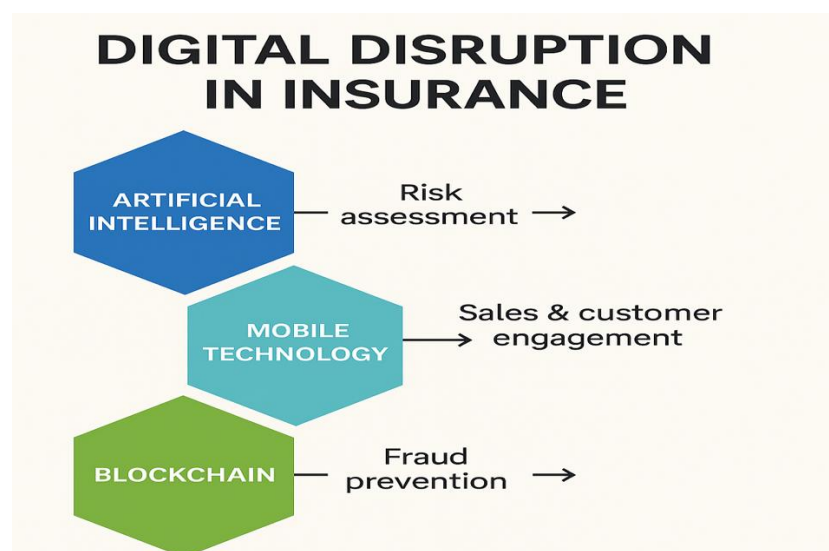 DIGITAL DISRUPTION
IN INSURANCE
ARTIFICIAL
INTELLIGENCE
Risk
assessment
MOBILE
TECHNOLOGY
Sales & customer
engagement
BLOCKCHAIN
Fraud
prevention